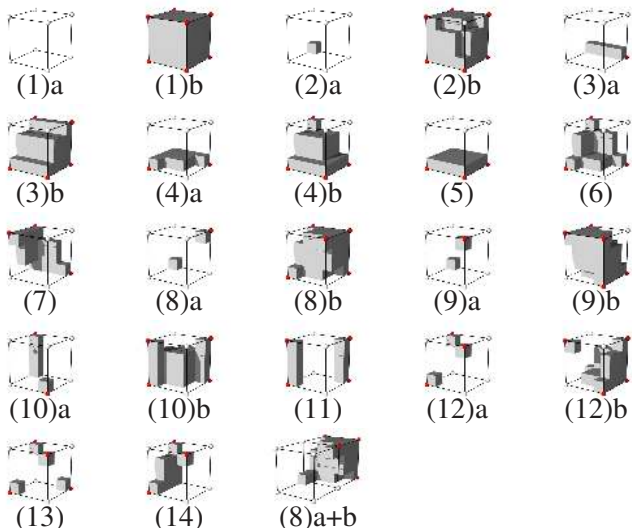 (1)a (1)b (2)a (2)b (3)a
(3)b (4)a (4)b (5) (6)
(7) (8)a (8)b (9)a (9)b
(10)a (10)b (11) (12)a (12)b
(13) (14) (8)a+b